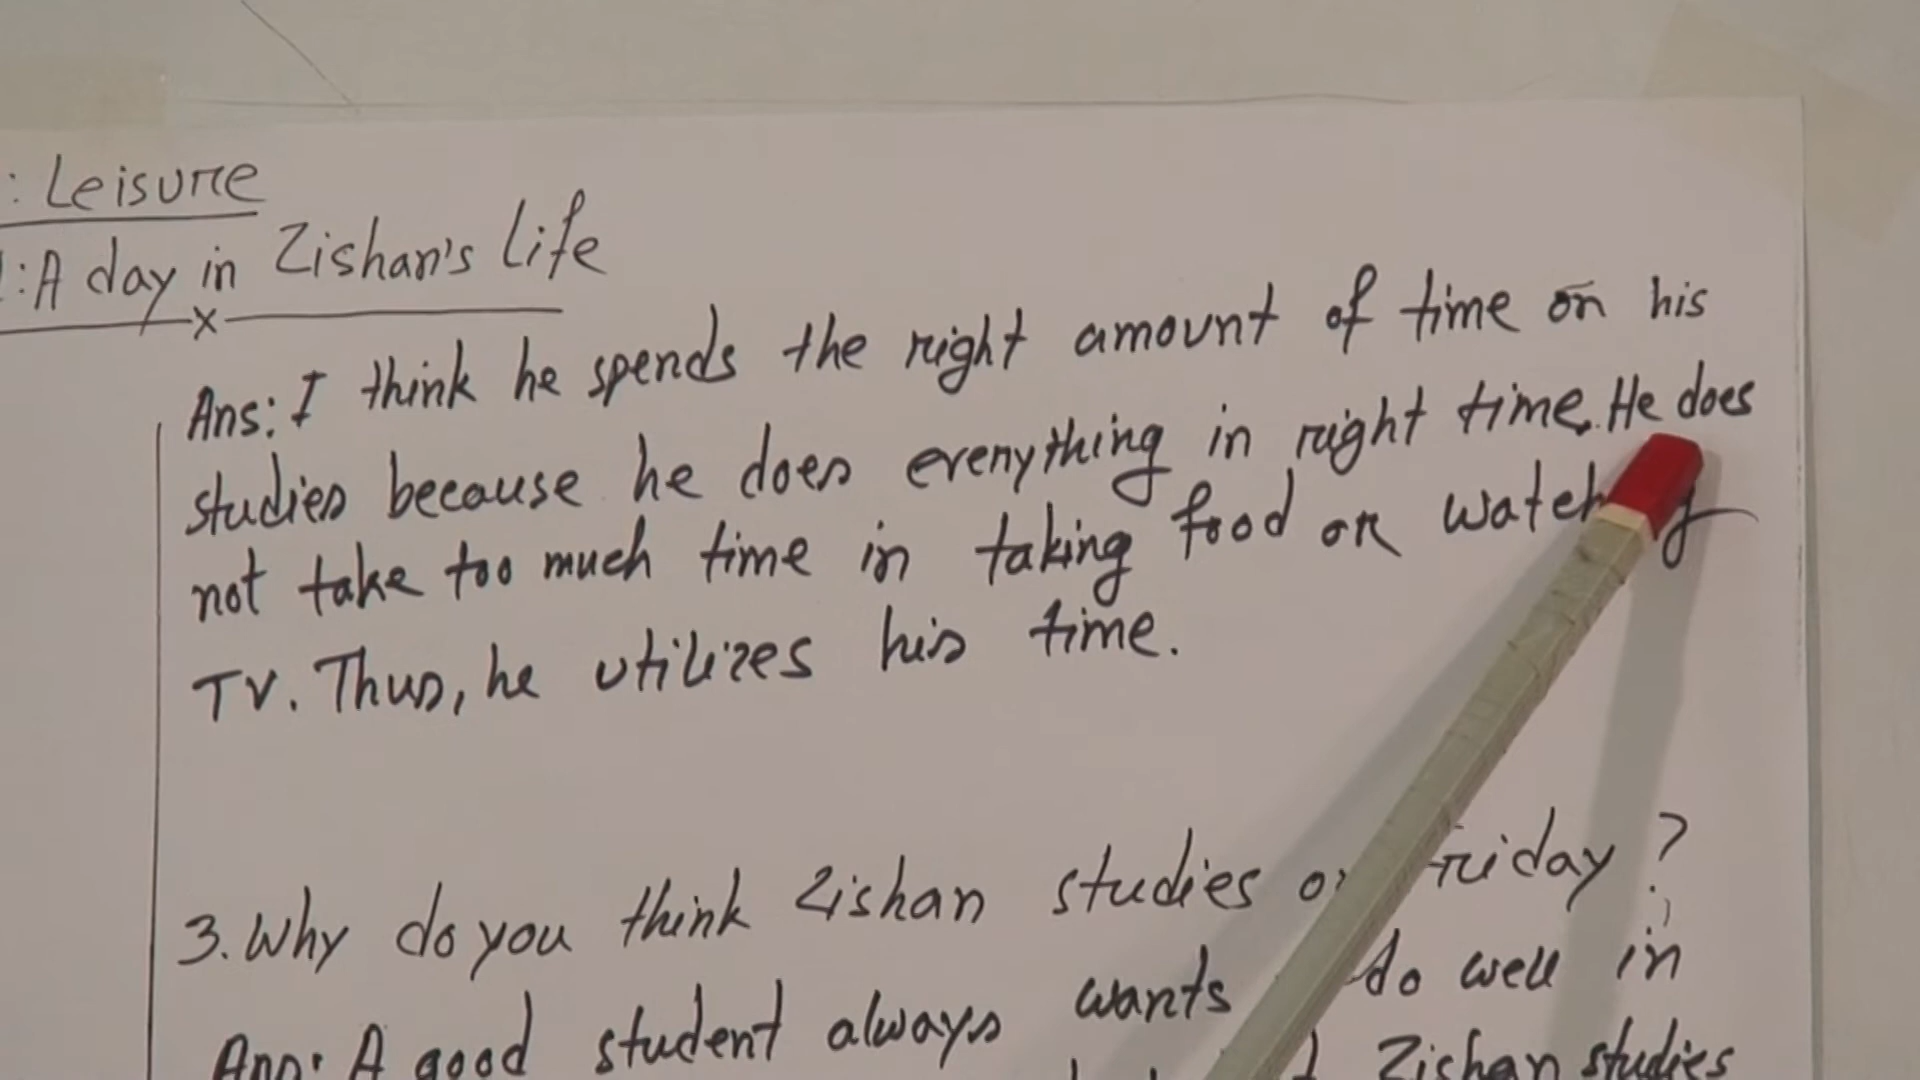 : Leisure
: A day in Zishan's Life
x
Ans: I think he spends the right amount of time on his
studies because he does everything in right time. He does
not take too much time in taking food or
TV. Thus, he utilizes his time.
3. Why do you think Zishan studies ?
Ans: A good student always wants do well in
Zishan studies